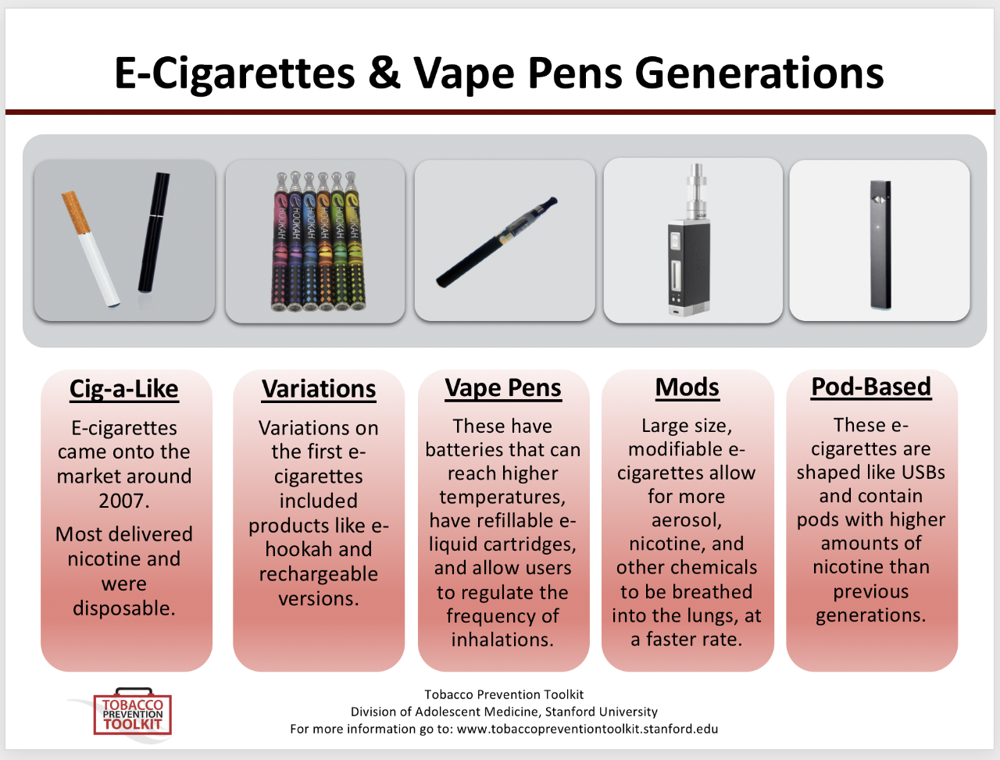 E-Cigarettes & Vape Pens Generations
HOOKAH
HOOKAH
HOOKAH
HOOKAH
HOOKAH
HOOKAH
Cig-a-Like
E-cigarettes
came onto the
market around
2007.
Most delivered
nicotine and
were
disposable.
Variations
Variations on
the first e-
cigarettes
included
products like e-
hookah and
rechargeable
versions.
Vape Pens
These have
batteries that can
reach higher
temperatures,
have refillable e-
liquid cartridges,
and allow users
to regulate the
frequency of
inhalations.
Mods
Large size,
modifiable e-
cigarettes allow
for more
aerosol,
nicotine, and
other chemicals
to be breathed
into the lungs, at
a faster rate.
Pod-Based
These e-
cigarettes are
shaped like USBs
and contain
pods with higher
amounts of
nicotine than
previous
generations.
TOBACCO
PREVENTION
TOOLKIT
Tobacco Prevention Toolkit
Division of Adolescent Medicine, Stanford University
For more information go to: www.tobaccopreventiontoolkit.stanford.edu